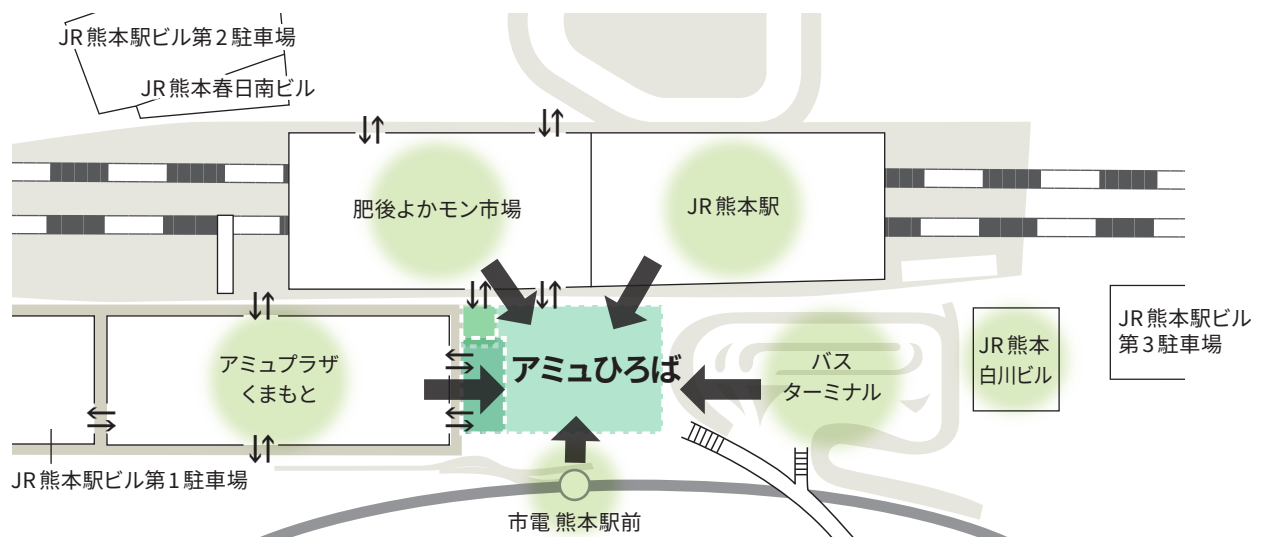 JR熊本駅ビル第2駐車場
JR熊本春日南ビル
肥後よかモン市場
JR熊本駅
アミュプラザ
くまもと
アミュひろば
バス
ターミナル
JR熊本
白川ビル
JR熊本駅ビル
第3駐車場
JR熊本駅ビル第1駐車場
市電 熊本駅前